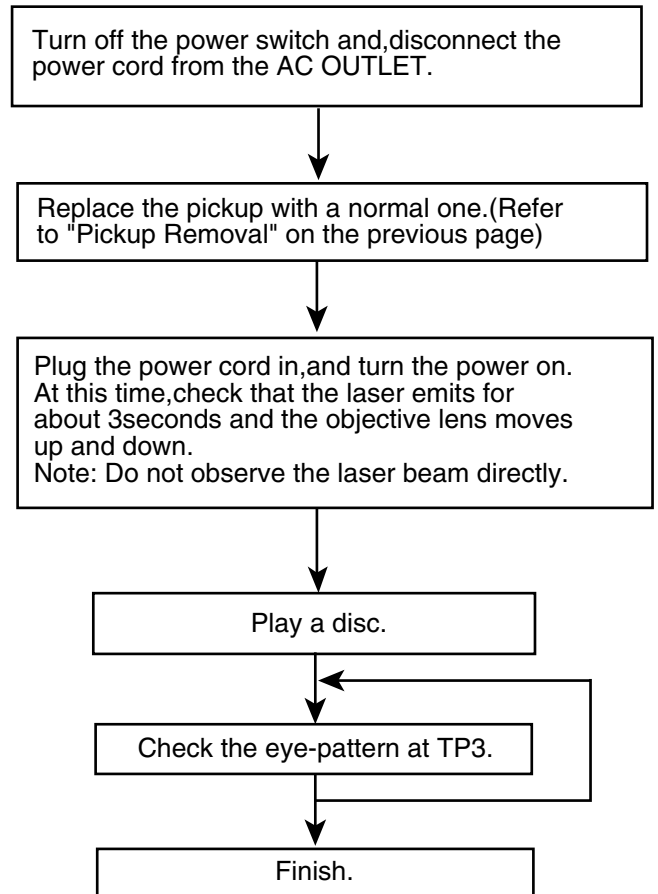 Turn off the power switch and,disconnect the
power cord from the AC OUTLET.
Replace the pickup with a normal one.(Refer
to "Pickup Removal" on the previous page)
Plug the power cord in,and turn the power on.
At this time,check that the laser emits for
about 3seconds and the objective lens moves
up and down.
Note: Do not observe the laser beam directly.
Play a disc.
Check the eye-pattern at TP3.
Finish.